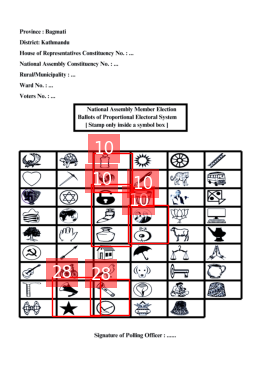 Province : Bagmati
District: Kathmandu
House of Representatives Constituency No. : ...
National Assembly Constituency No. : ...
Rural/Municipality : ...
Ward No. : ...
Voters No. : ...
National Assembly Member Election
Ballots of Proportional Electoral System
[ Stamp only inside a symbol box ]
10
10
10
10
28
28
Signature of Polling Officer : ......